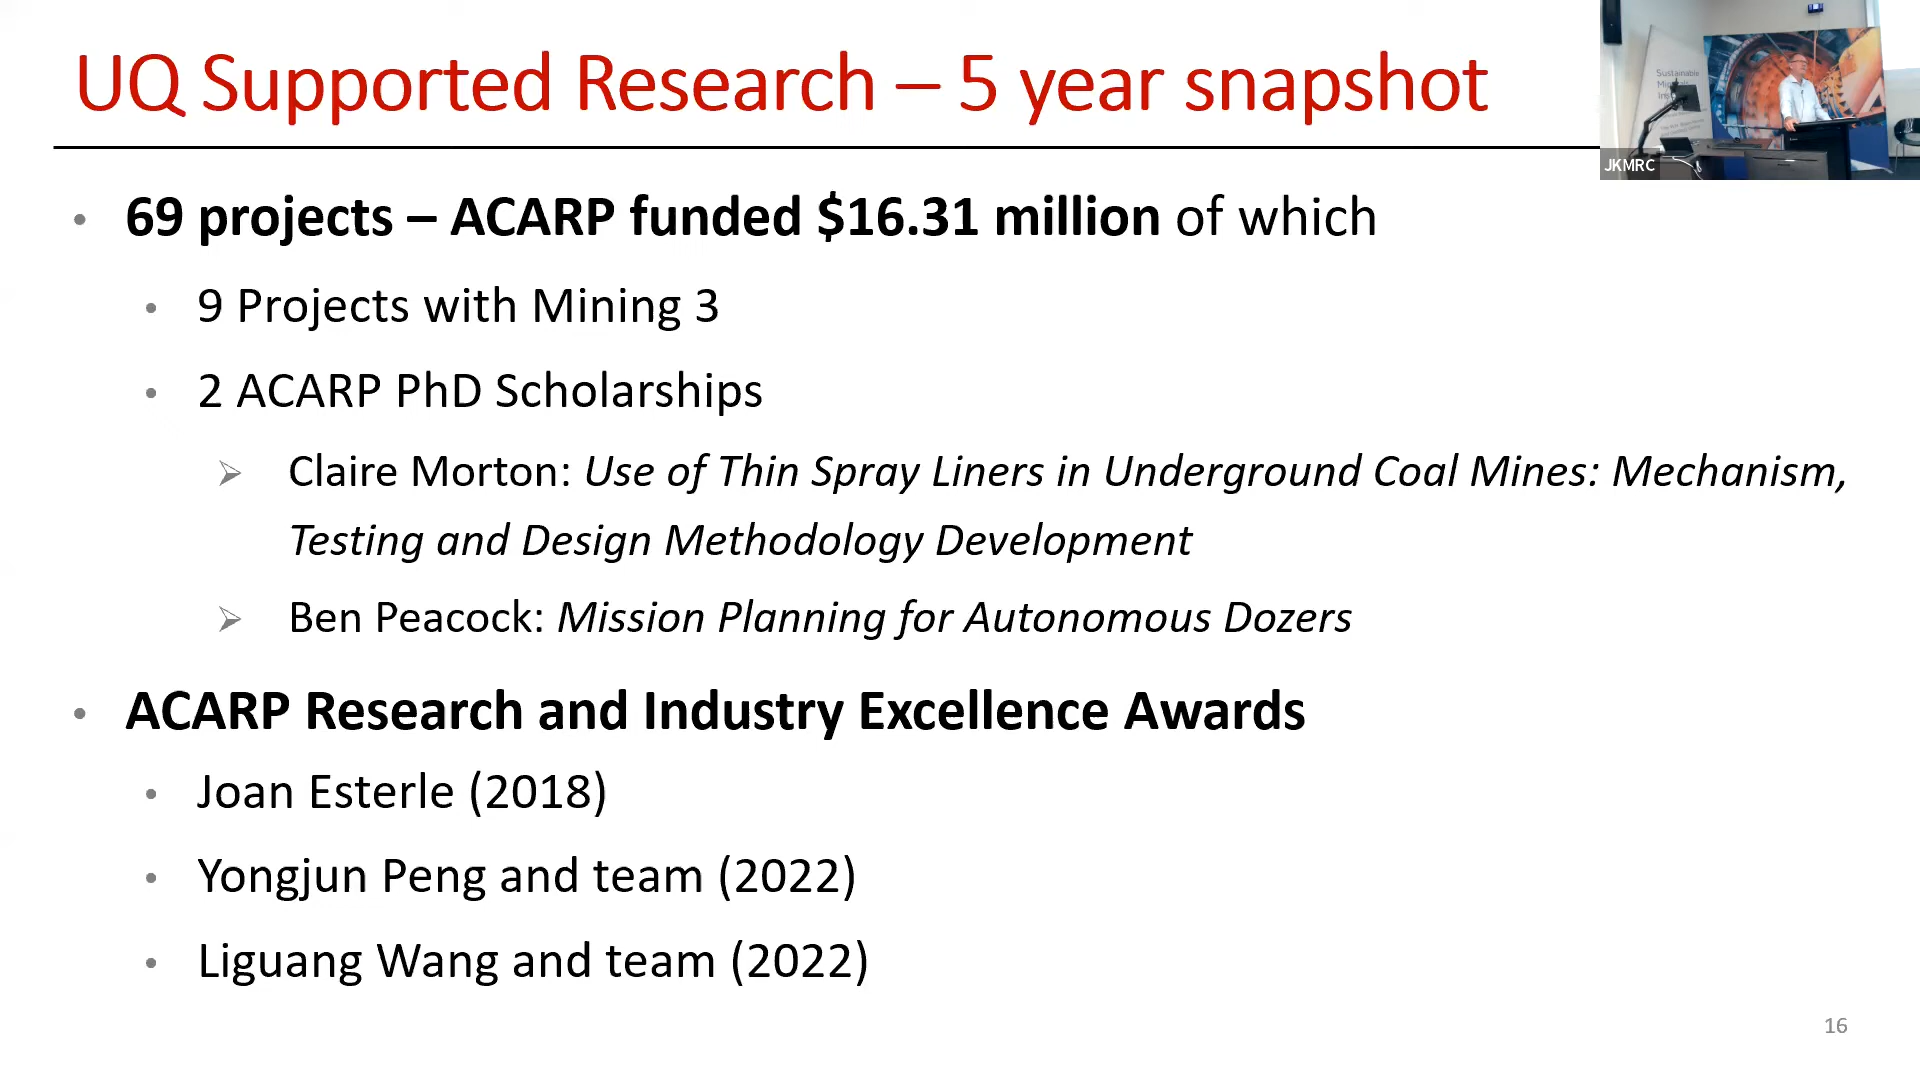 UQ Supported Research – 5 year snapshot
Sustainable
JKMRC
• 69 projects – ACARP funded $16.31 million of which
• 9 Projects with Mining 3
• 2 ACARP PhD Scholarships
➢ Claire Morton: Use of Thin Spray Liners in Underground Coal Mines: Mechanism,
Testing and Design Methodology Development
➢ Ben Peacock: Mission Planning for Autonomous Dozers
• ACARP Research and Industry Excellence Awards
• Joan Esterle (2018)
• Yongjun Peng and team (2022)
• Liguang Wang and team (2022)
16